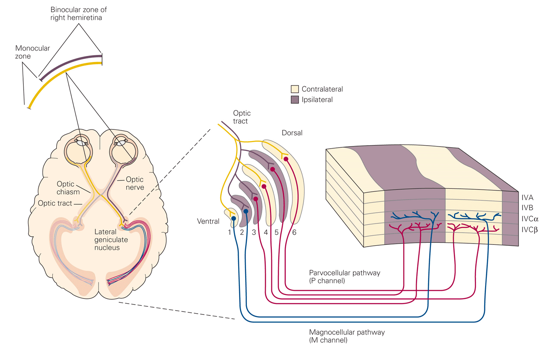 Binocular zone of
right hemiretina
Monocular
zone
Optic
chiasm
Optic
nerve
Optic tract
Lateral
geniculate
nucleus
Contralateral
Ipsilateral
Optic
tract
Dorsal
Ventral
1 2 3 4 5 6
IVA
IVB
IVCα
IVCβ
Parvocellular pathway
(P channel)
Magnocellular pathway
(M channel)